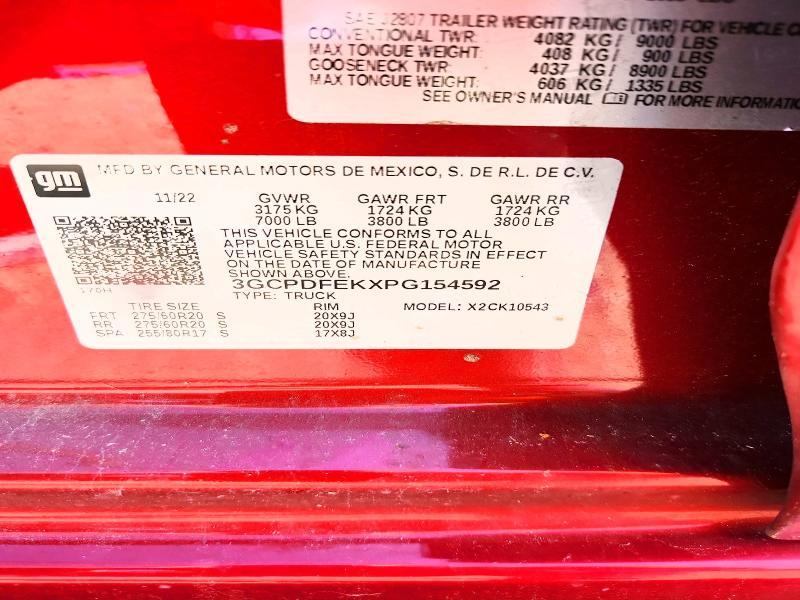 SAE J2807 TRAILER WEIGHT RATING (TWR) FOR VEHICLE
CONVENTIONAL TWR: 4082 KG/ 9000 LBS
MAX TONGUE WEIGHT: 408 KG/ 900 LBS
GOOSENECK TWR: 4037 KG/ 8900 LBS
MAX TONGUE WEIGHT: 606 KG/ 1335 LBS
SEE OWNER'S MANUAL FOR MORE INFORMATIO
gm MFD BY GENERAL MOTORS DE MEXICO, S. DE R.L. DE C.V.
11/22 GVWR GAWR FRT GAWR RR
3175 KG 1724 KG 1724 KG
7000 LB 3800 LB 3800 LB
THIS VEHICLE CONFORMS TO ALL
APPLICABLE U.S. FEDERAL MOTOR
VEHICLE SAFETY STANDARDS IN EFFECT
ON THE DATE OF MANUFACTURE
SHOWN ABOVE.
3GCPDFEKXPG154592
TYPE: TRUCK MODEL: X2CK10543
TIRE SIZE RIM
FRT 275/60R20 S 20X9J
RR 275/60R20 S 20X9J
SPA 255/80R17 S 17X8J